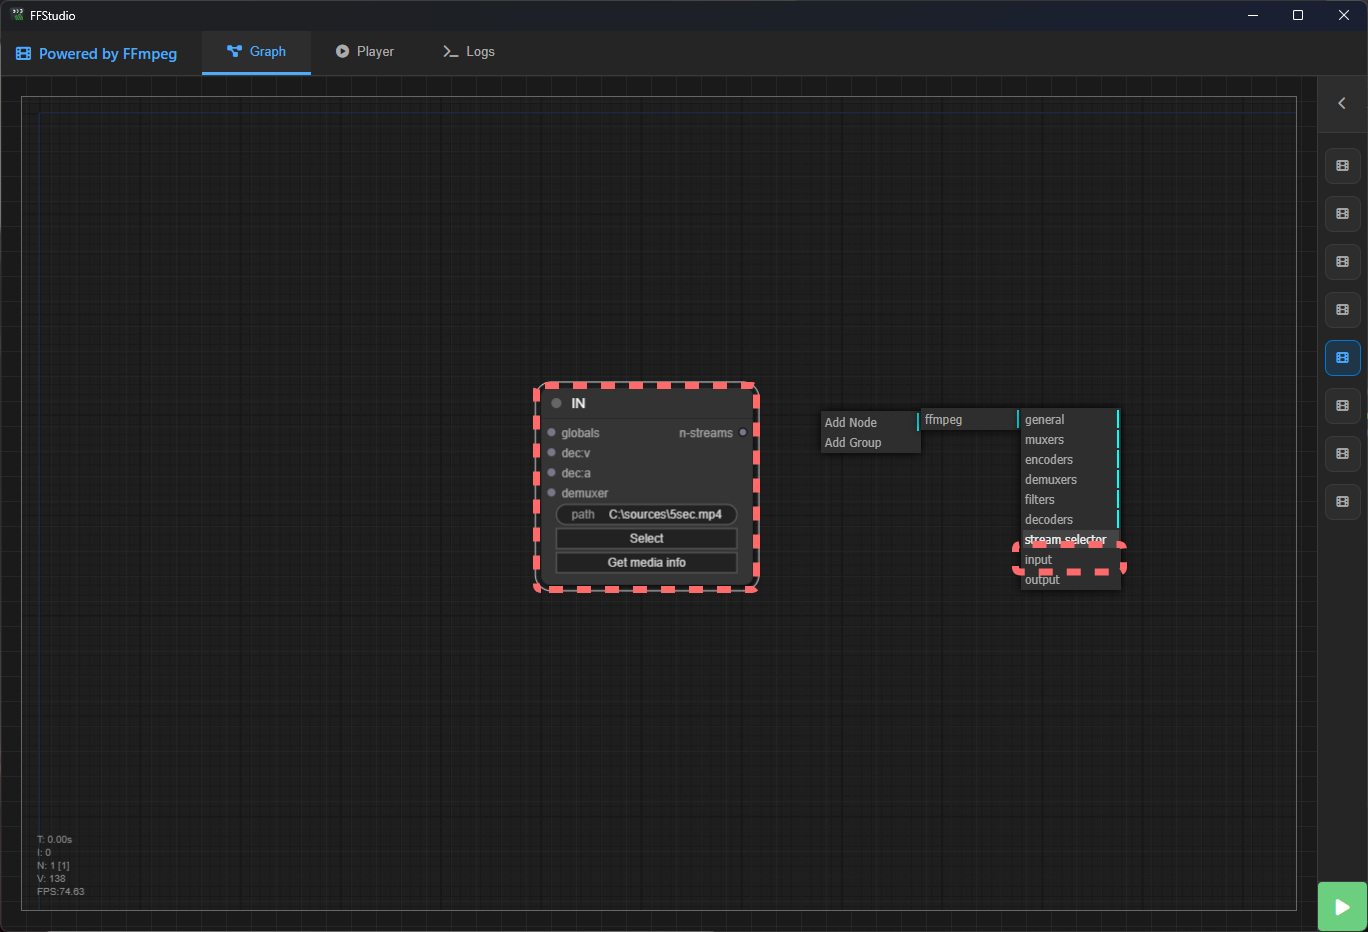 FFStudio
Powered by FFmpeg
Graph
Player
Logs
IN
globals
n-streams
dec:v
dec:a
demuxer
path C:\sources\5sec.mp4
Select
Get media info
Add Node
Add Group
ffmpeg
general
muxers
encoders
demuxers
filters
decoders
stream selector
input
output
T: 0.00s
I: 0
N: 1 [1]
V: 138
FPS:74.63